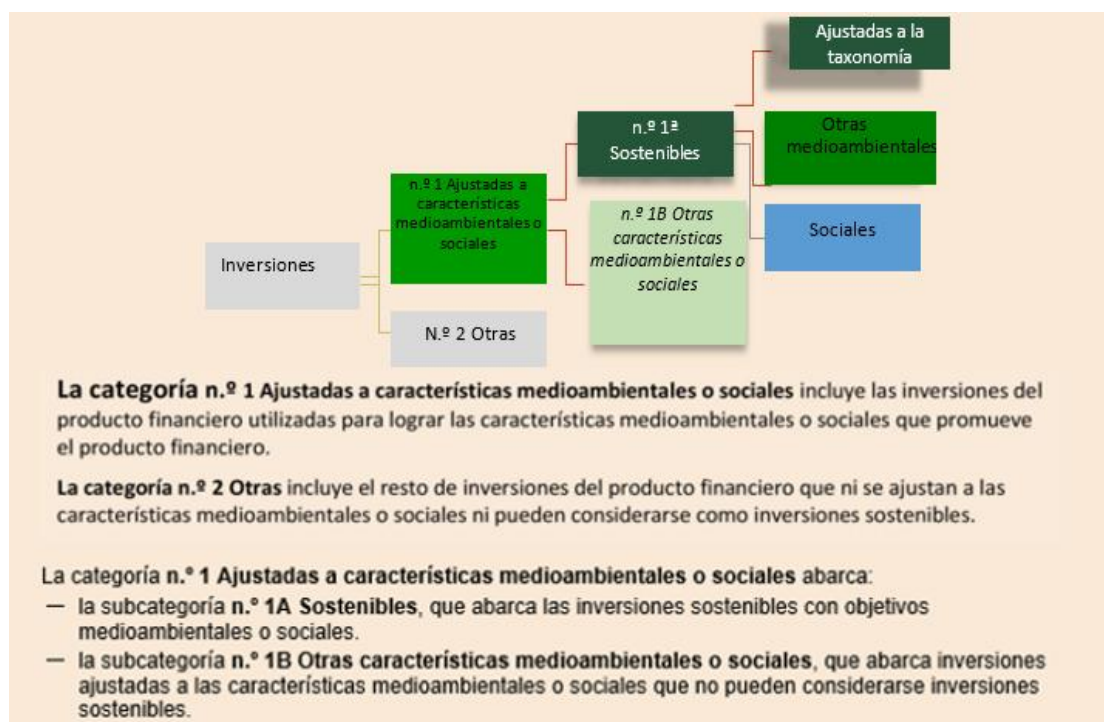 Ajustadas a la
taxonomía
n.º 1ª
Sostenibles
Otras
medioambientales
n.º 1 Ajustadas a
características
medioambientales o
sociales
n.º 1B Otras
características
medioambientales o
sociales
Sociales
Inversiones
N.º 2 Otras
La categoría n.º 1 Ajustadas a características medioambientales o sociales incluye las inversiones del
producto financiero utilizadas para lograr las características medioambientales o sociales que promueve
el producto financiero.
La categoría n.º 2 Otras incluye el resto de inversiones del producto financiero que ni se ajustan a las
características medioambientales o sociales ni pueden considerarse como inversiones sostenibles.
La categoría n.º 1 Ajustadas a características medioambientales o sociales abarca:
— la subcategoría n.º 1A Sostenibles, que abarca las inversiones sostenibles con objetivos
medioambientales o sociales.
— la subcategoría n.º 1B Otras características medioambientales o sociales, que abarca inversiones
ajustadas a las características medioambientales o sociales que no pueden considerarse inversiones
sostenibles.